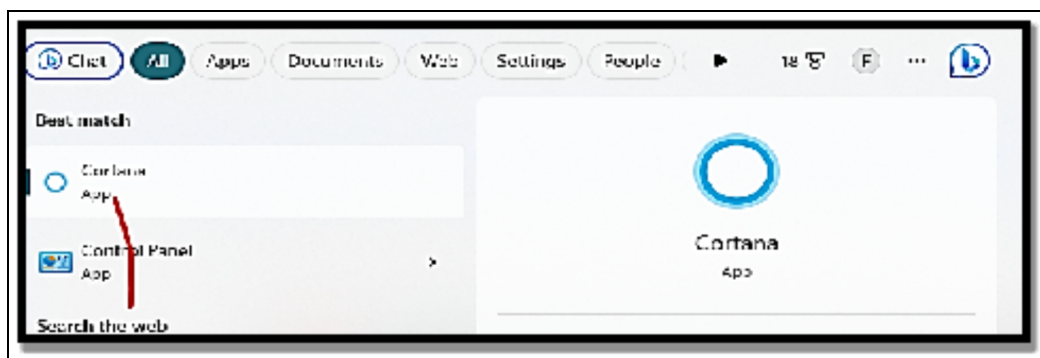 Chat All Apps Documents Web Settings People 18 F ...
Best match
Cortana
App
Control Panel
App
Search the web
Cortana
App